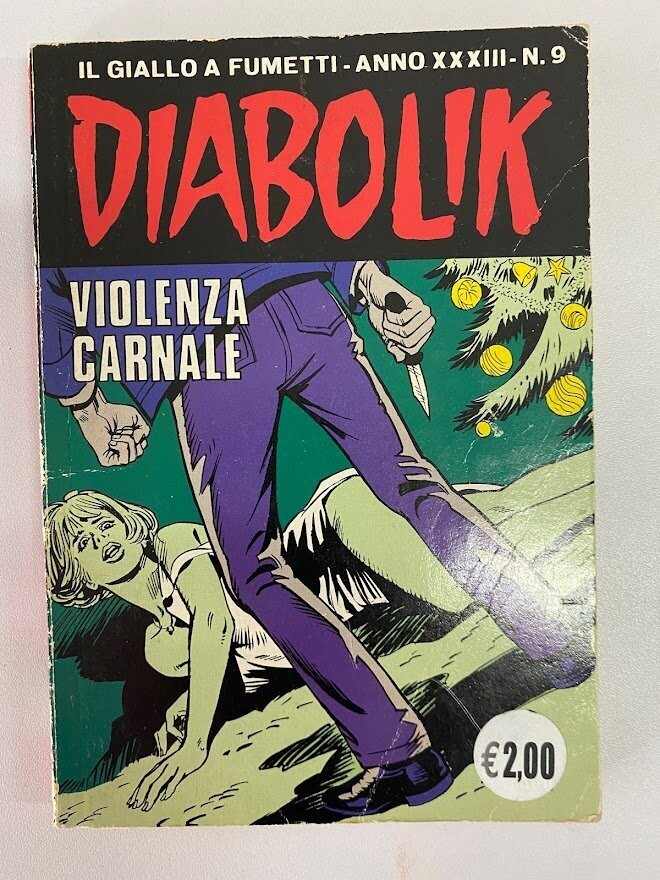 IL GIALLO A FUMETTI - ANNO XXXIII - N. 9
DIABOLIK
VIOLENZA
CARNALE
€ 2,00